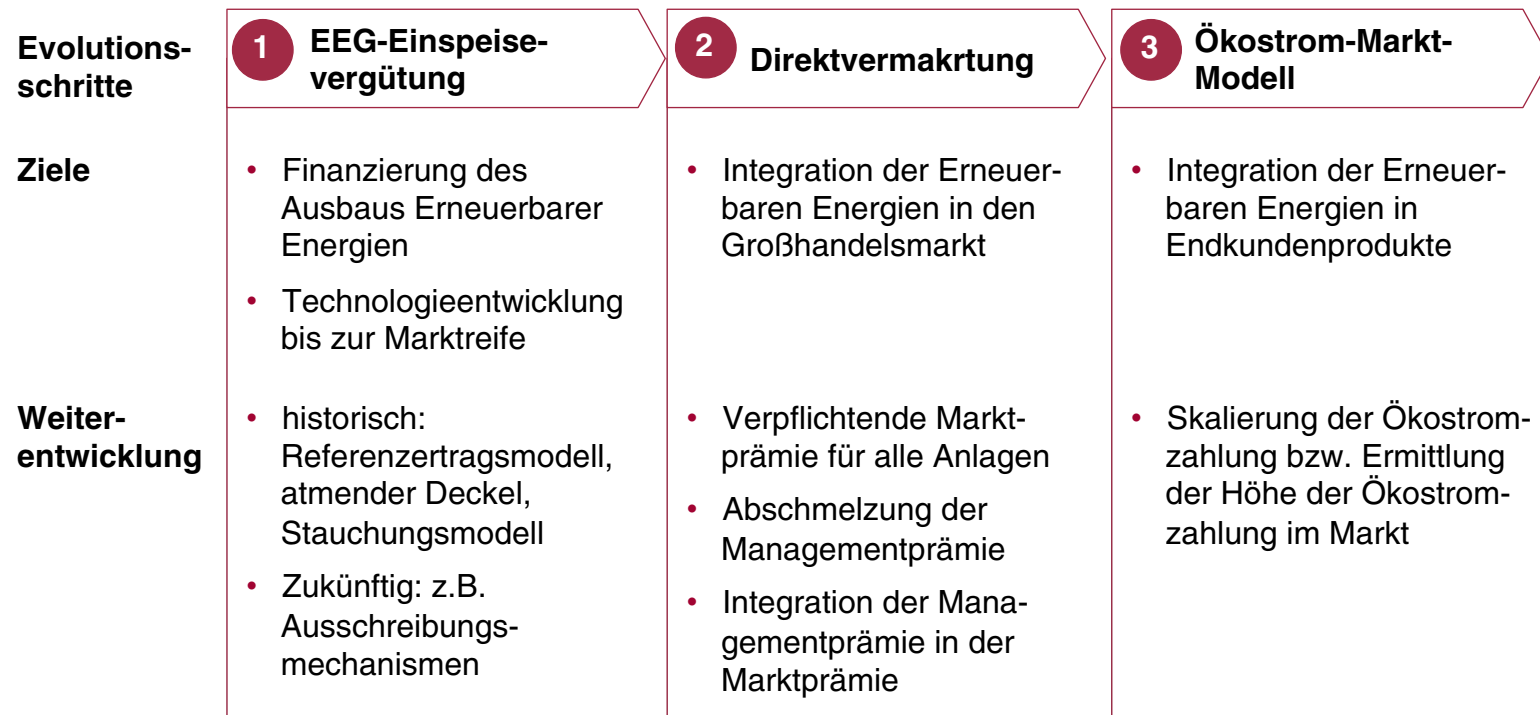 Evolutions-
schritte
1
EEG-Einspeise-
vergütung
2
Direktvermakrtung
3
Ökostrom-Markt-
Modell
Ziele
• Finanzierung des
Ausbaus Erneuerbarer
Energien
• Technologieentwicklung
bis zur Marktreife
• Integration der Erneuer-
baren Energien in den
Großhandelsmarkt
• Integration der Erneuer-
baren Energien in
Endkundenprodukte
Weiter-
entwicklung
• historisch:
Referenzertragsmodell,
atmender Deckel,
Stauchungsmodell
• Zukünftig: z.B.
Ausschreibungs-
mechanismen
• Verpflichtende Markt-
prämie für alle Anlagen
• Abschmelzung der
Managementprämie
• Integration der Mana-
gementprämie in der
Marktprämie
• Skalierung der Ökostrom-
zahlung bzw. Ermittlung
der Höhe der Ökostrom-
zahlung im Markt